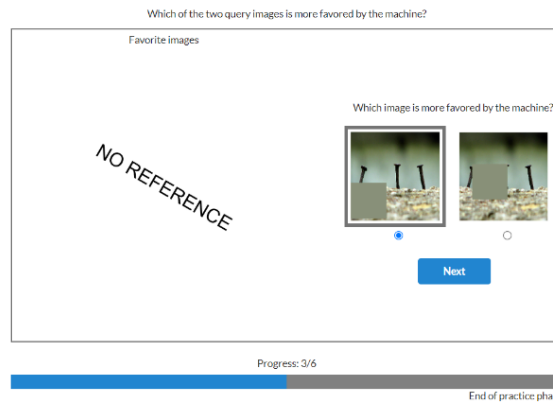 Which of the two query images is more favored by the machine?
Favorite images
NO REFERENCE
Which image is more favored by the machine?
Next
Progress: 3/6
End of practice pha